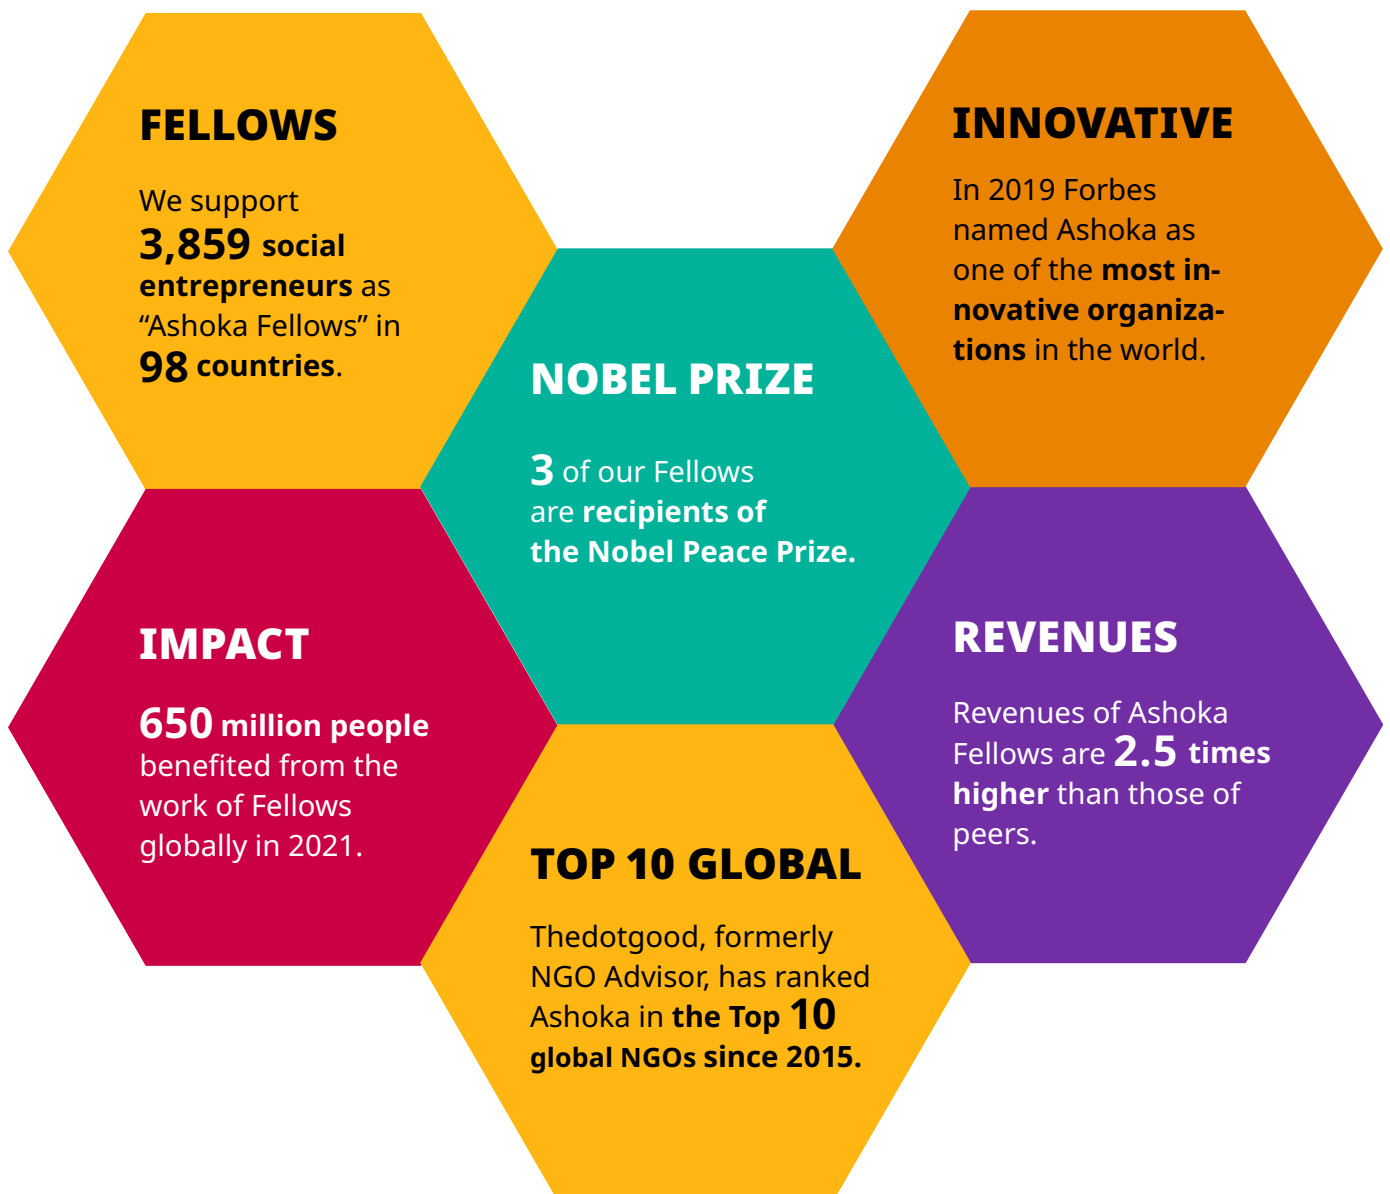 FELLOWS
We support
3,859 social
entrepreneurs as
“Ashoka Fellows” in
98 countries.
INNOVATIVE
In 2019 Forbes
named Ashoka as
one of the most in-
novative organiza-
tions in the world.
NOBEL PRIZE
3 of our Fellows
are recipients of
the Nobel Peace Prize.
IMPACT
650 million people
benefited from the
work of Fellows
globally in 2021.
REVENUES
Revenues of Ashoka
Fellows are 2.5 times
higher than those of
peers.
TOP 10 GLOBAL
Thedotgood, formerly
NGO Advisor, has ranked
Ashoka in the Top 10
global NGOs since 2015.